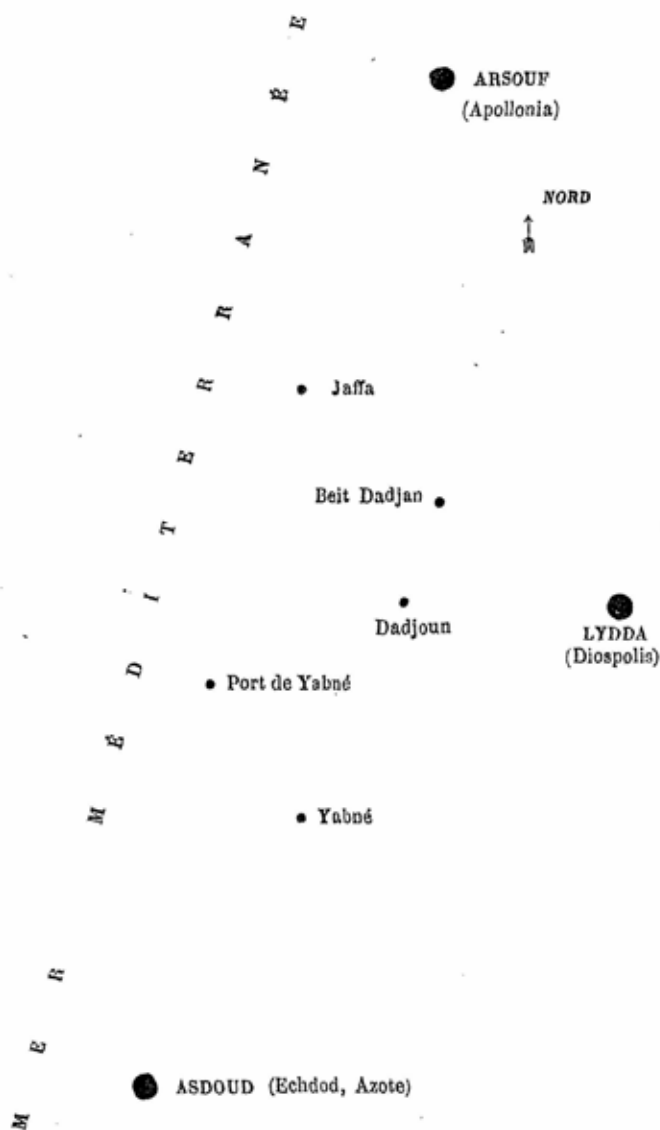 MER MÉDITERRANÉE
ARSOUF
(Apollonia)
NORD
Jaffa
Beit Dadjan
Dadjoun
LYDDA
(Diospolis)
Port de Yabné
Yabné
ASDOUD (Echdod, Azote)